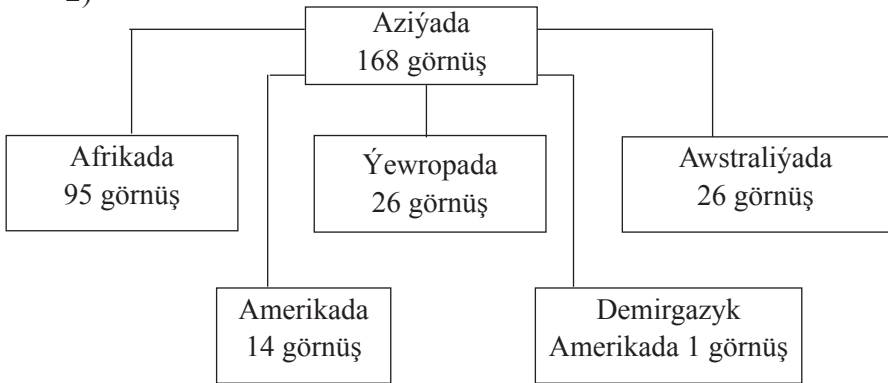 2)
Aziýada
168 görnüş
Afrikada
95 görnüş
Ýewropada
26 görnüş
Awstraliýada
26 görnüş
Amerikada
14 görnüş
Demirgazyk
Amerikada 1 görnüş